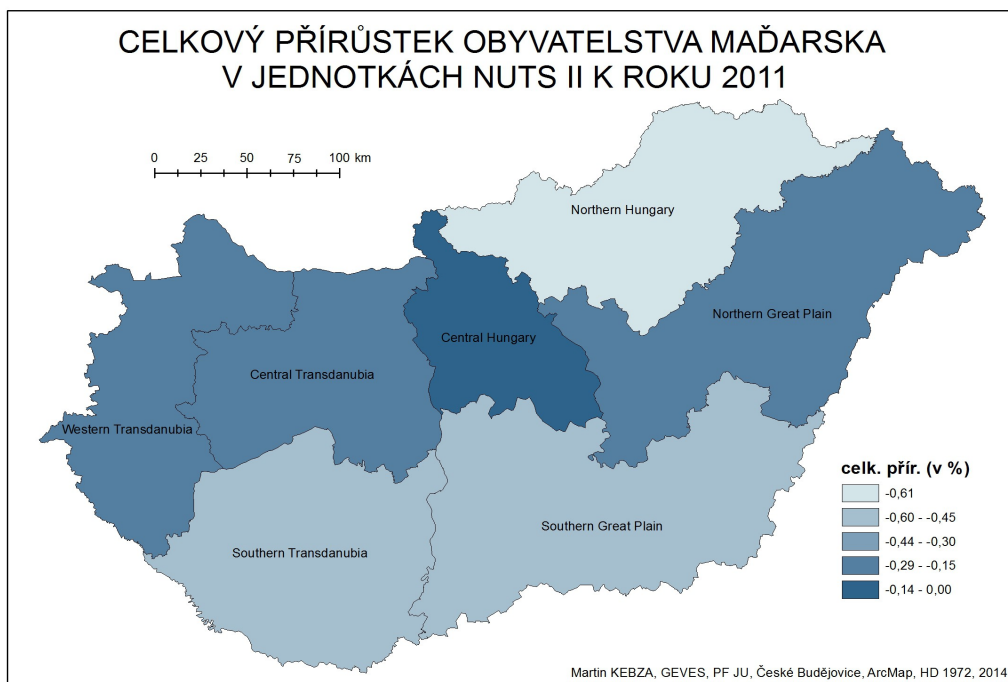 CELKOVÝ PŘÍRŮSTEK OBYVATELSTVA MAĎARSKA
V JEDNOTKÁCH NUTS II K ROKU 2011
0 25 50 75 100 km
Northern Hungary
Northern Great Plain
Central Hungary
Central Transdanubia
Western Transdanubia
Southern Great Plain
Southern Transdanubia
celk. přír. (v %)
-0,61
-0,60 - -0,45
-0,44 - -0,30
-0,29 - -0,15
-0,14 - 0,00
Martin KEBZA, GEVES, PF JU, České Budějovice, ArcMap, HD 1972, 2014